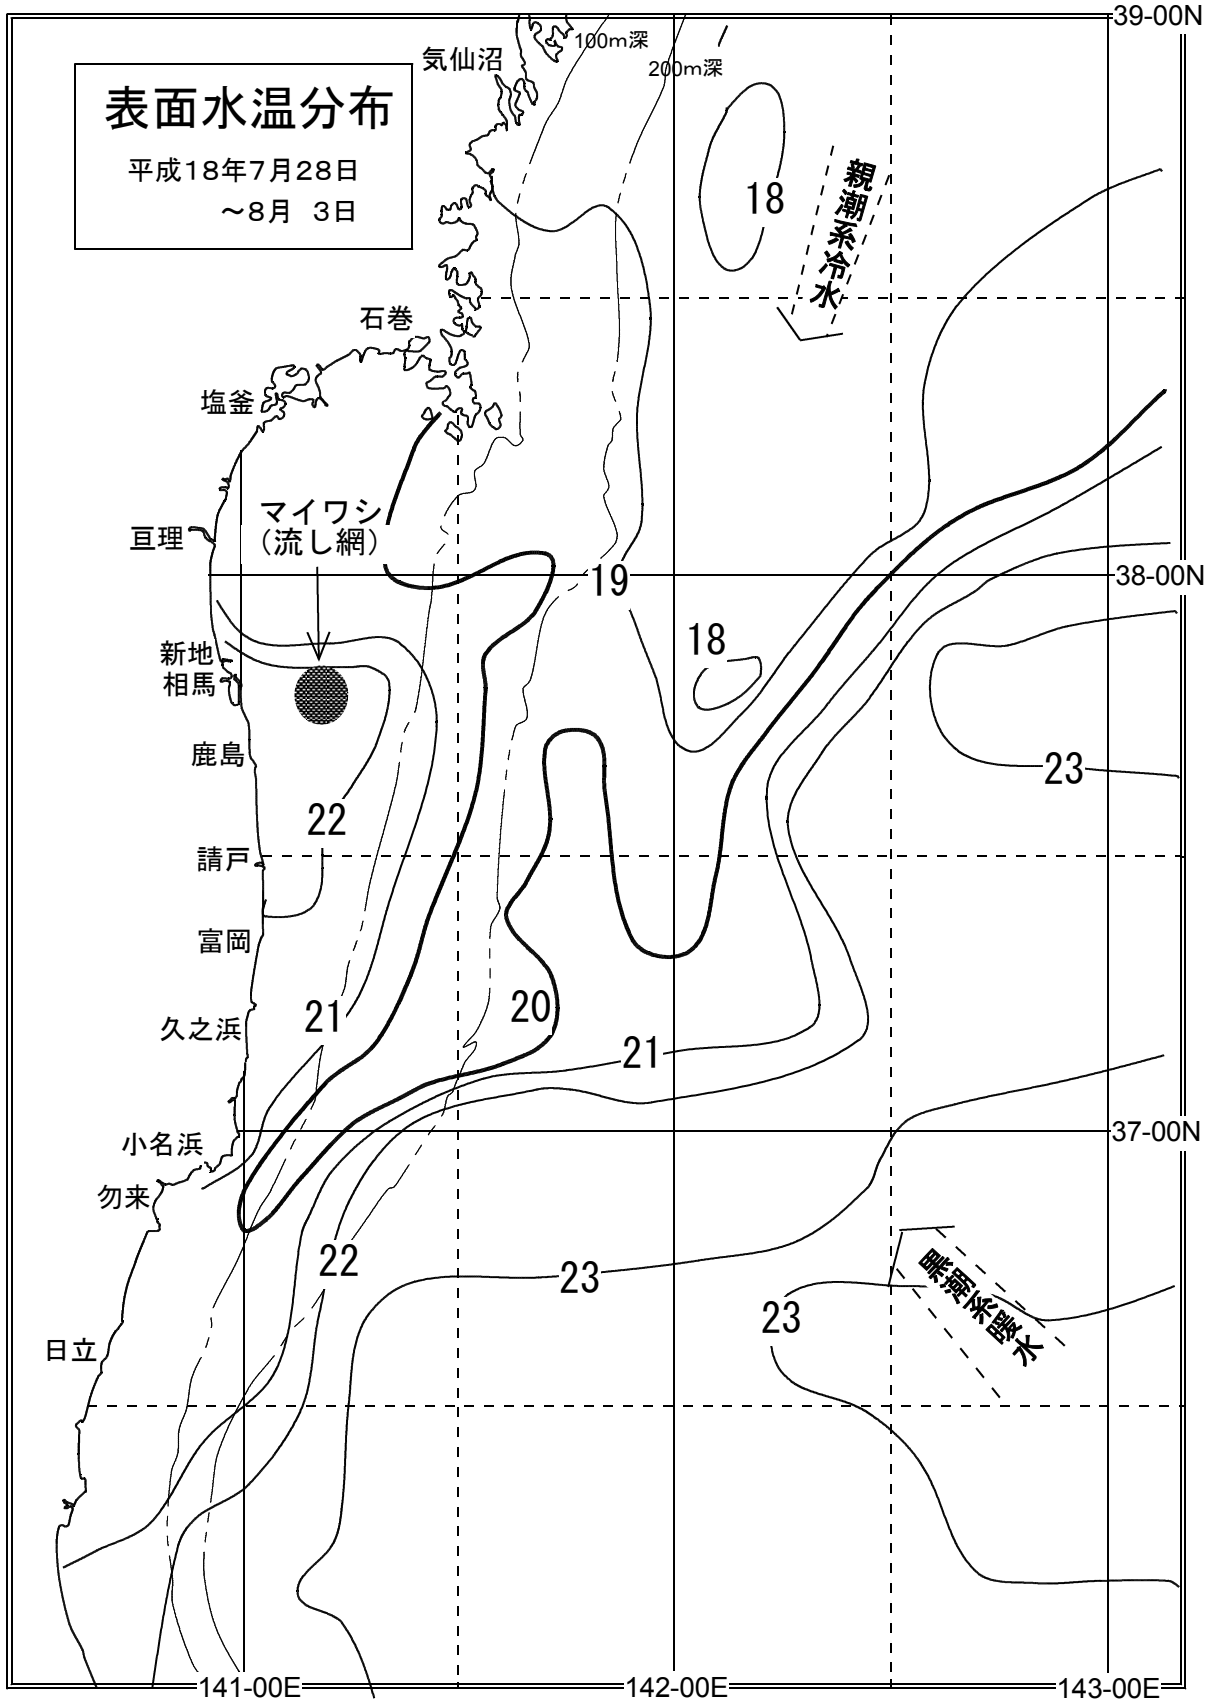 39-00N
100m深
気仙沼
200m深
表面水温分布
平成18年7月28日
～8月 3日
18
親潮系冷水
石巻
塩釜
マイワシ
(流し網)
亘理
19
38-00N
18
新地
相馬
鹿島
23
22
請戸
富岡
20
21
久之浜
21
小名浜
37-00N
勿来
22
23
黒潮系暖水
23
日立
141-00E
142-00E
143-00E